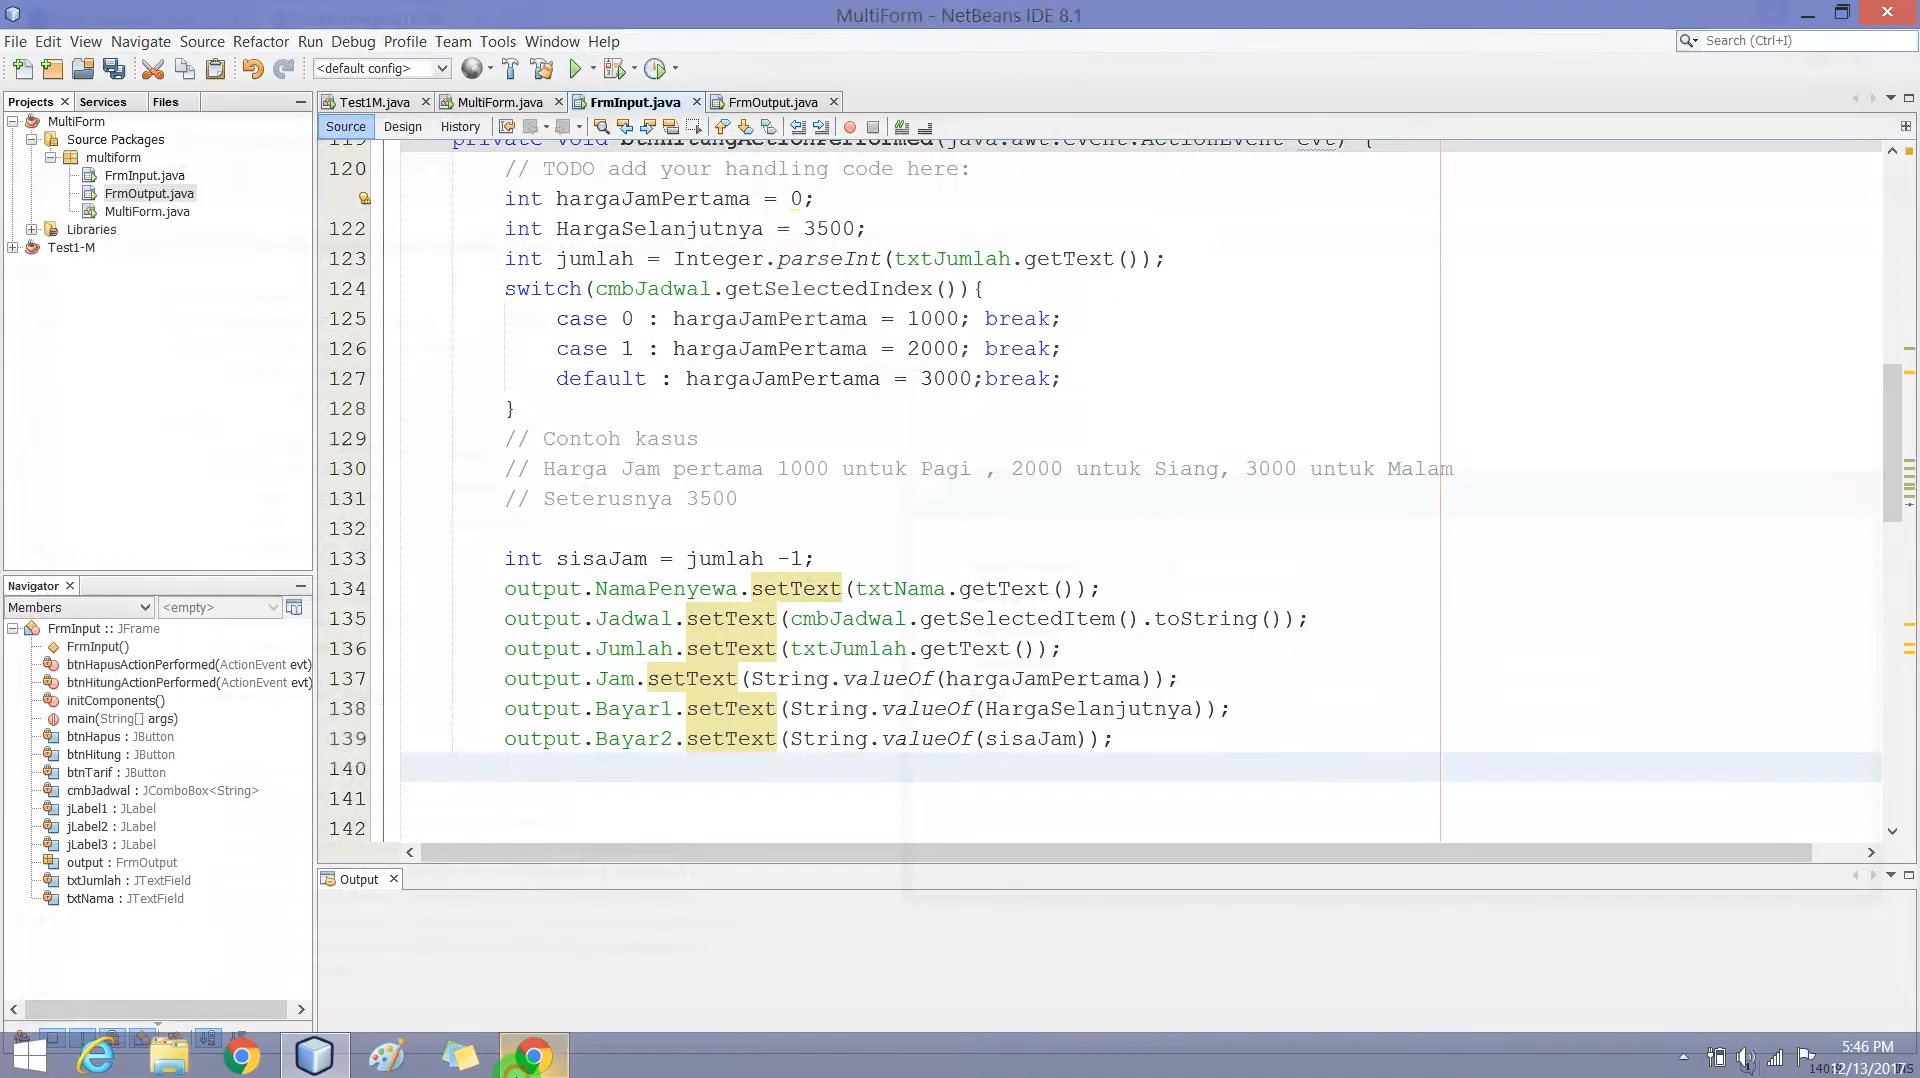 MultiForm - NetBeans IDE 8.1
File Edit View Navigate Source Refactor Run Debug Profile Team Tools Window Help
Search (Ctrl+I)
<default config>
Projects Services Files
Test1M.java MultiForm.java FrmInput.java FrmOutput.java
Source Design History
MultiForm
Source Packages
multiform
FrmInput.java
FrmOutput.java
MultiForm.java
Libraries
Test1-M
119 private void btnHitungActionPerformed(java.awt.event.ActionEvent evt) {
120 // TODO add your handling code here:
int hargaJamPertama = 0;
122 int HargaSelanjutnya = 3500;
123 int jumlah = Integer.parseInt(txtJumlah.getText());
124 switch(cmbJadwal.getSelectedIndex()){
125 case 0 : hargaJamPertama = 1000; break;
126 case 1 : hargaJamPertama = 2000; break;
127 default : hargaJamPertama = 3000;break;
128 }
129 // Contoh kasus
130 // Harga Jam pertama 1000 untuk Pagi , 2000 untuk Siang, 3000 untuk Malam
131 // Seterusnya 3500
132
133 int sisaJam = jumlah -1;
134 output.NamaPenyewa.setText(txtNama.getText());
135 output.Jadwal.setText(cmbJadwal.getSelectedItem().toString());
136 output.Jumlah.setText(txtJumlah.getText());
137 output.Jam.setText(String.valueOf(hargaJamPertama));
138 output.Bayar1.setText(String.valueOf(HargaSelanjutnya));
139 output.Bayar2.setText(String.valueOf(sisaJam));
140
141
142
Navigator
Members <empty>
FrmInput :: JFrame
FrmInput()
btnHapusActionPerformed(ActionEvent evt)
btnHitungActionPerformed(ActionEvent evt)
initComponents()
main(String[] args)
btnHapus : JButton
btnHitung : JButton
btnTarif : JButton
cmbJadwal : JComboBox<String>
jLabel1 : JLabel
jLabel2 : JLabel
jLabel3 : JLabel
output : FrmOutput
txtJumlah : JTextField
txtNama : JTextField
Output
5:46 PM
12/13/2017